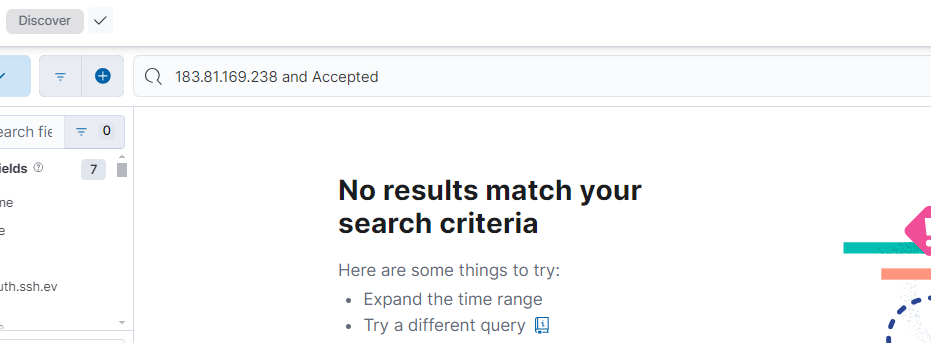 Discover
183.81.169.238 and Accepted
earch fie 0
ields 7
me
e
uth.ssh.ev
No results match your
search criteria
Here are some things to try:
• Expand the time range
• Try a different query